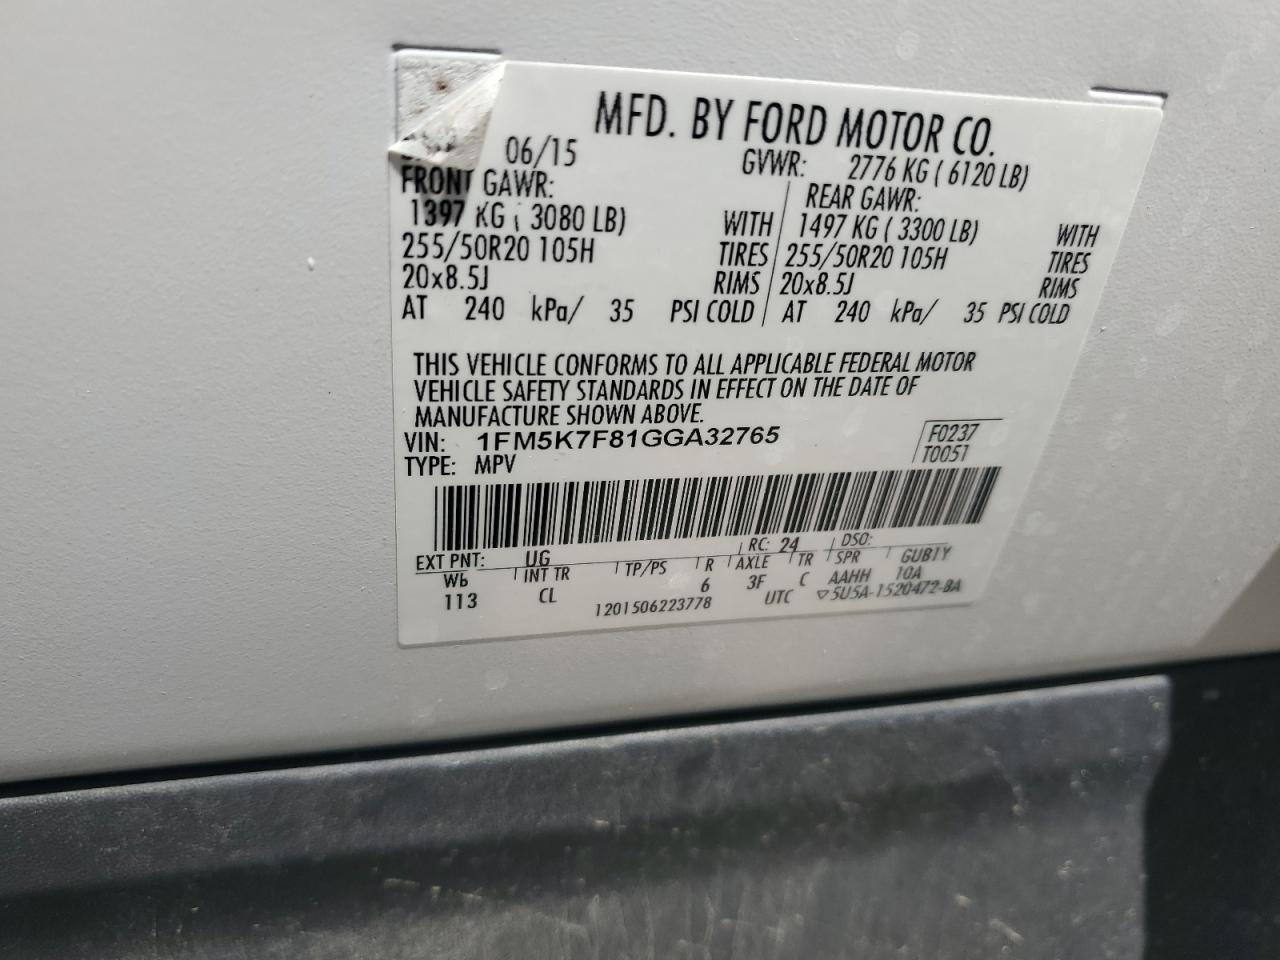 MFD. BY FORD MOTOR CO.
06/15 GVWR: 2776 KG ( 6120 LB)
FRONT GAWR: REAR GAWR:
1397 KG ( 3080 LB) WITH 1497 KG ( 3300 LB) WITH
255/50R20 105H TIRES 255/50R20 105H TIRES
20x8.5J RIMS 20x8.5J RIMS
AT 240 kPa/ 35 PSI COLD AT 240 kPa/ 35 PSI COLD
THIS VEHICLE CONFORMS TO ALL APPLICABLE FEDERAL MOTOR
VEHICLE SAFETY STANDARDS IN EFFECT ON THE DATE OF
MANUFACTURE SHOWN ABOVE.
VIN: 1FM5K7F81GGA32765 F0237
TYPE: MPV T0051
EXT PNT: UG RC: 24 DSO:
WB INT TR TP/PS R AXLE TR SPR GUB1Y
113 CL 6 3F C AAHH 10A
1201506223778 UTC ▽5U5A-1520472-BA